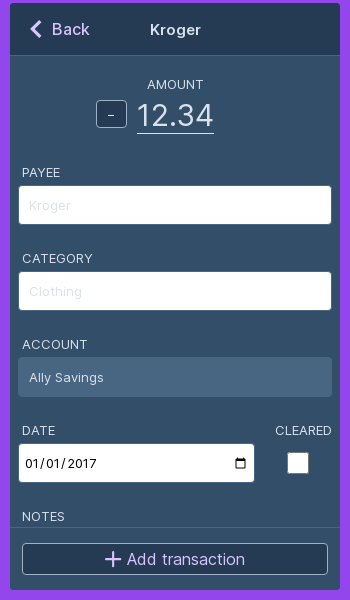 Back
Kroger
AMOUNT
- 12.34
PAYEE
Kroger
CATEGORY
Clothing
ACCOUNT
Ally Savings
DATE
CLEARED
01/01/2017
NOTES
+ Add transaction